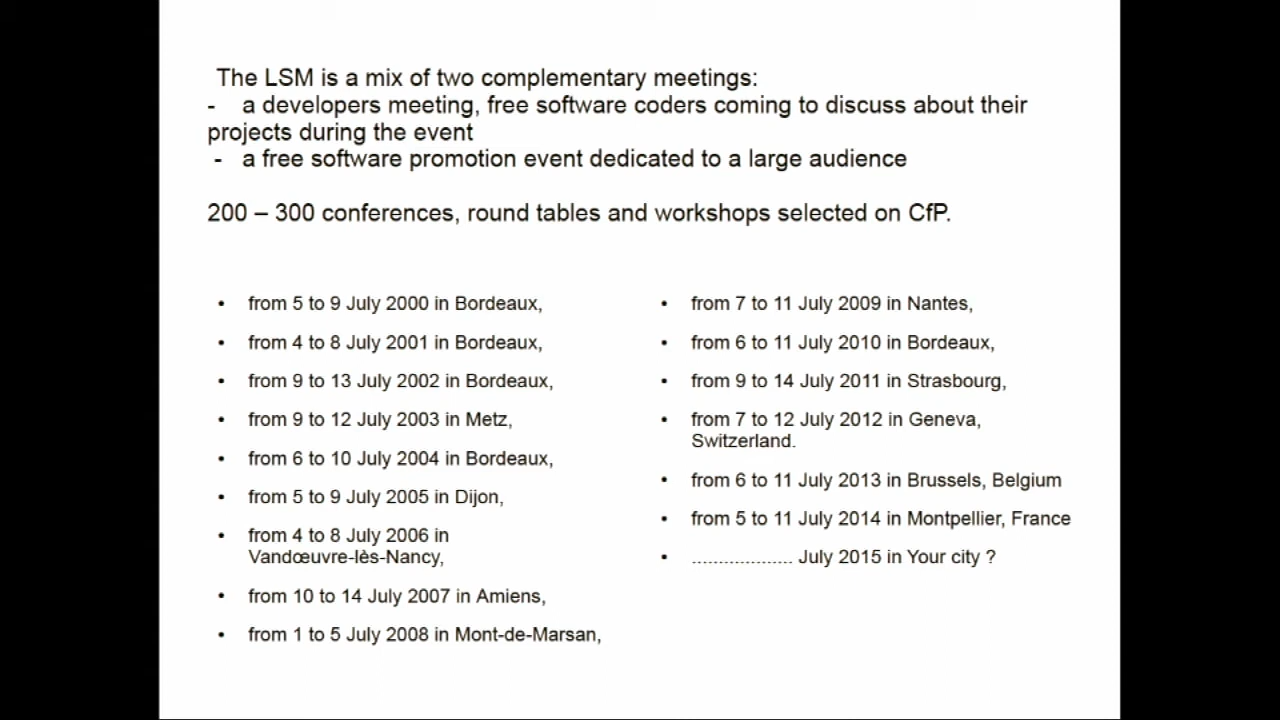 The LSM is a mix of two complementary meetings:
- a developers meeting, free software coders coming to discuss about their
projects during the event
- a free software promotion event dedicated to a large audience
200 – 300 conferences, round tables and workshops selected on CfP.
• from 5 to 9 July 2000 in Bordeaux,
• from 4 to 8 July 2001 in Bordeaux,
• from 9 to 13 July 2002 in Bordeaux,
• from 9 to 12 July 2003 in Metz,
• from 6 to 10 July 2004 in Bordeaux,
• from 5 to 9 July 2005 in Dijon,
• from 4 to 8 July 2006 in
Vandœuvre-lès-Nancy,
• from 10 to 14 July 2007 in Amiens,
• from 1 to 5 July 2008 in Mont-de-Marsan,
• from 7 to 11 July 2009 in Nantes,
• from 6 to 11 July 2010 in Bordeaux,
• from 9 to 14 July 2011 in Strasbourg,
• from 7 to 12 July 2012 in Geneva,
Switzerland.
• from 6 to 11 July 2013 in Brussels, Belgium
• from 5 to 11 July 2014 in Montpellier, France
• ................... July 2015 in Your city ?